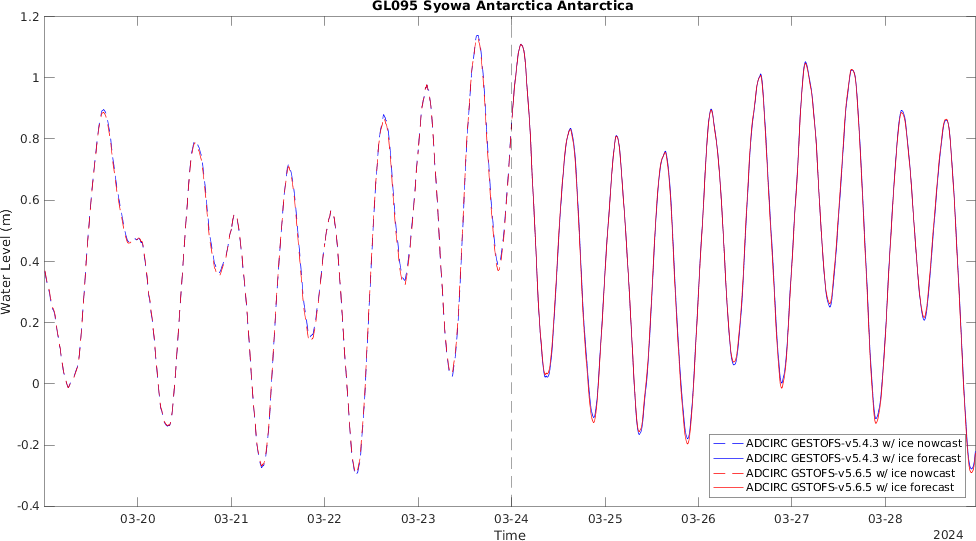 GL095 Syowa Antarctica Antarctica
1.2
1
0.8
0.6
0.4
0.2
0
-0.2
-0.4
Water Level (m)
ADCIRC GESTOFS-v5.4.3 w/ ice nowcast
ADCIRC GESTOFS-v5.4.3 w/ ice forecast
ADCIRC GSTOFS-v5.6.5 w/ ice nowcast
ADCIRC GSTOFS-v5.6.5 w/ ice forecast
03-20 03-21 03-22 03-23 03-24 03-25 03-26 03-27 03-28
Time
2024